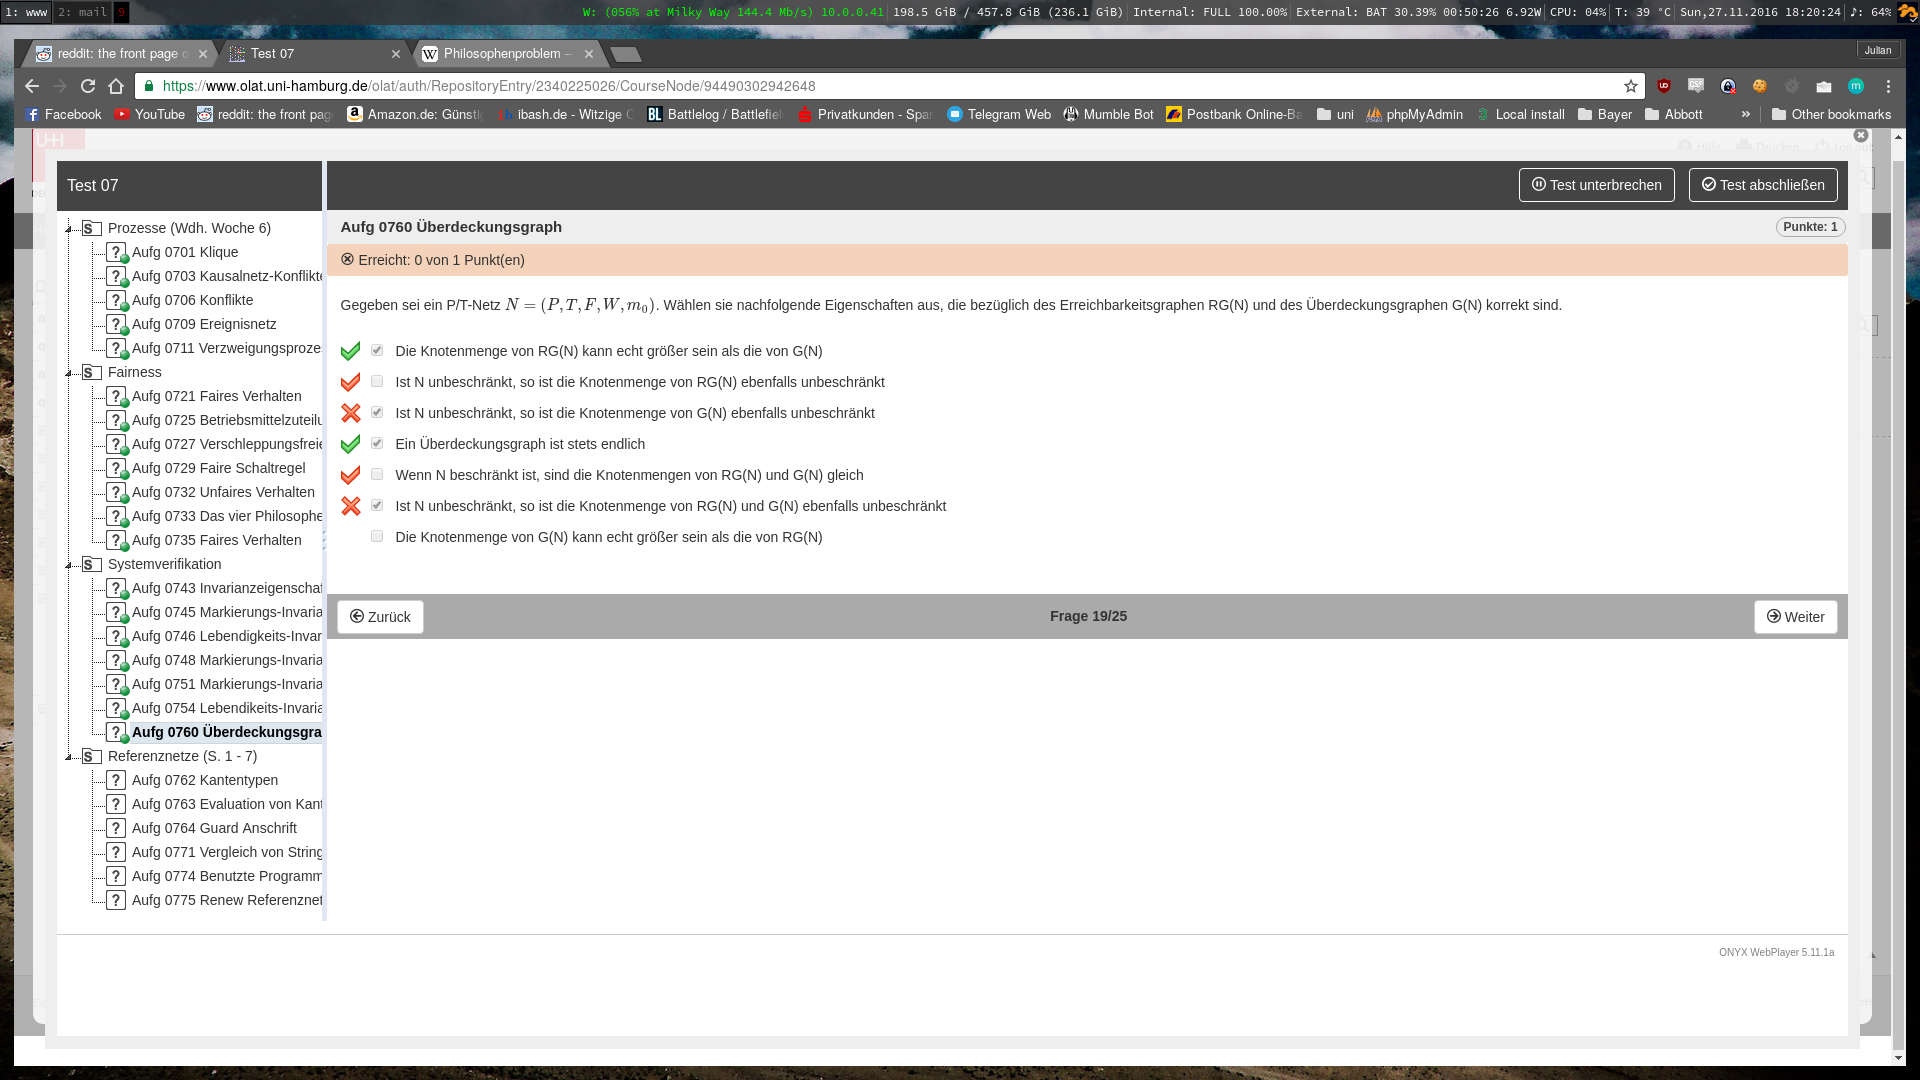 1: www 2: mail 9 W: (056% at Milky Way 144.4 Mb/s) 10.0.0.41 198.5 GiB / 457.8 GiB (236.1 GiB) Internal: FULL 100.00% External: BAT 30.39% 00:50:26 6.92W CPU: 04% T: 39 °C Sun,27.11.2016 18:20:24 ♪: 64%
reddit: the front page o Test 07 Philosophenproblem – Julian
https://www.olat.uni-hamburg.de/olat/auth/RepositoryEntry/2340225026/CourseNode/94490302942648
Facebook YouTube reddit: the front pag Amazon.de: Günsti ibash.de - Witzige Battlelog / Battlefiel Privatkunden - Spar Telegram Web Mumble Bot Postbank Online-Ba uni phpMyAdmin Local install Bayer Abbott » Other bookmarks
Test 07
Test unterbrechen
Test abschließen
Prozesse (Wdh. Woche 6)
Aufg 0701 Klique
Aufg 0703 Kausalnetz-Konflikte
Aufg 0706 Konflikte
Aufg 0709 Ereignisnetz
Aufg 0711 Verzweigungsproze
Fairness
Aufg 0721 Faires Verhalten
Aufg 0725 Betriebsmittelzuteilu
Aufg 0727 Verschleppungsfreie
Aufg 0729 Faire Schaltregel
Aufg 0732 Unfaires Verhalten
Aufg 0733 Das vier Philosophe
Aufg 0735 Faires Verhalten
Systemverifikation
Aufg 0743 Invarianzeigenschaf
Aufg 0745 Markierungs-Invaria
Aufg 0746 Lebendigkeits-Invar
Aufg 0748 Markierungs-Invaria
Aufg 0751 Markierungs-Invaria
Aufg 0754 Lebendikeits-Invaria
Aufg 0760 Überdeckungsgra
Referenznetze (S. 1 - 7)
Aufg 0762 Kantentypen
Aufg 0763 Evaluation von Kant
Aufg 0764 Guard Anschrift
Aufg 0771 Vergleich von String
Aufg 0774 Benutzte Programm
Aufg 0775 Renew Referenznet
Aufg 0760 Überdeckungsgraph
Punkte: 1
Erreicht: 0 von 1 Punkt(en)
Gegeben sei ein P/T-Netz N = (P, T, F, W, m₀). Wählen sie nachfolgende Eigenschaften aus, die bezüglich des Erreichbarkeitsgraphen RG(N) und des Überdeckungsgraphen G(N) korrekt sind.
Die Knotenmenge von RG(N) kann echt größer sein als die von G(N)
Ist N unbeschränkt, so ist die Knotenmenge von RG(N) ebenfalls unbeschränkt
Ist N unbeschränkt, so ist die Knotenmenge von G(N) ebenfalls unbeschränkt
Ein Überdeckungsgraph ist stets endlich
Wenn N beschränkt ist, sind die Knotenmengen von RG(N) und G(N) gleich
Ist N unbeschränkt, so ist die Knotenmenge von RG(N) und G(N) ebenfalls unbeschränkt
Die Knotenmenge von G(N) kann echt größer sein als die von RG(N)
Zurück
Frage 19/25
Weiter
ONYX WebPlayer 5.11.1a